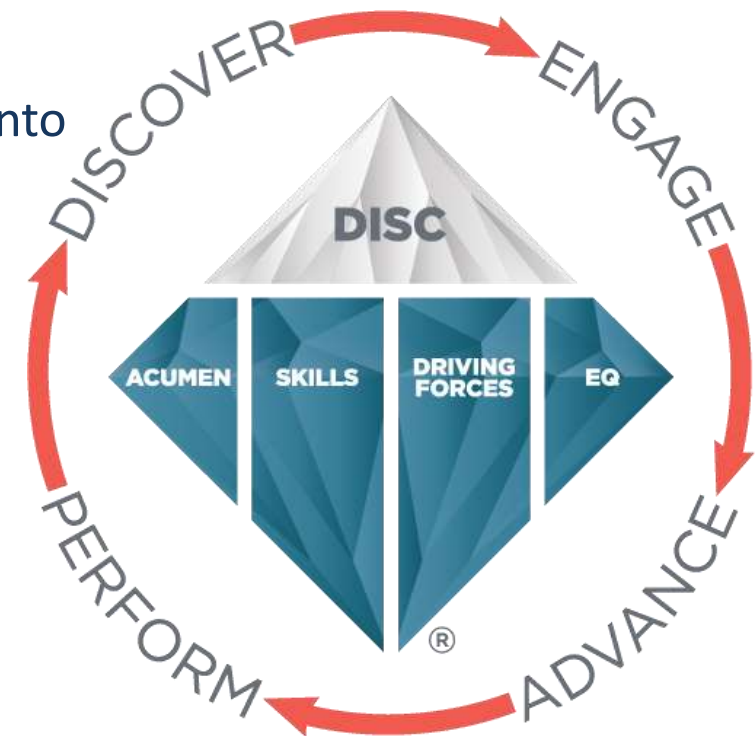 DISCOVER
ENGAGE
nto
DISC
ACUMEN
SKILLS
DRIVING
FORCES
EQ
®
PERFORM
ADVANCE